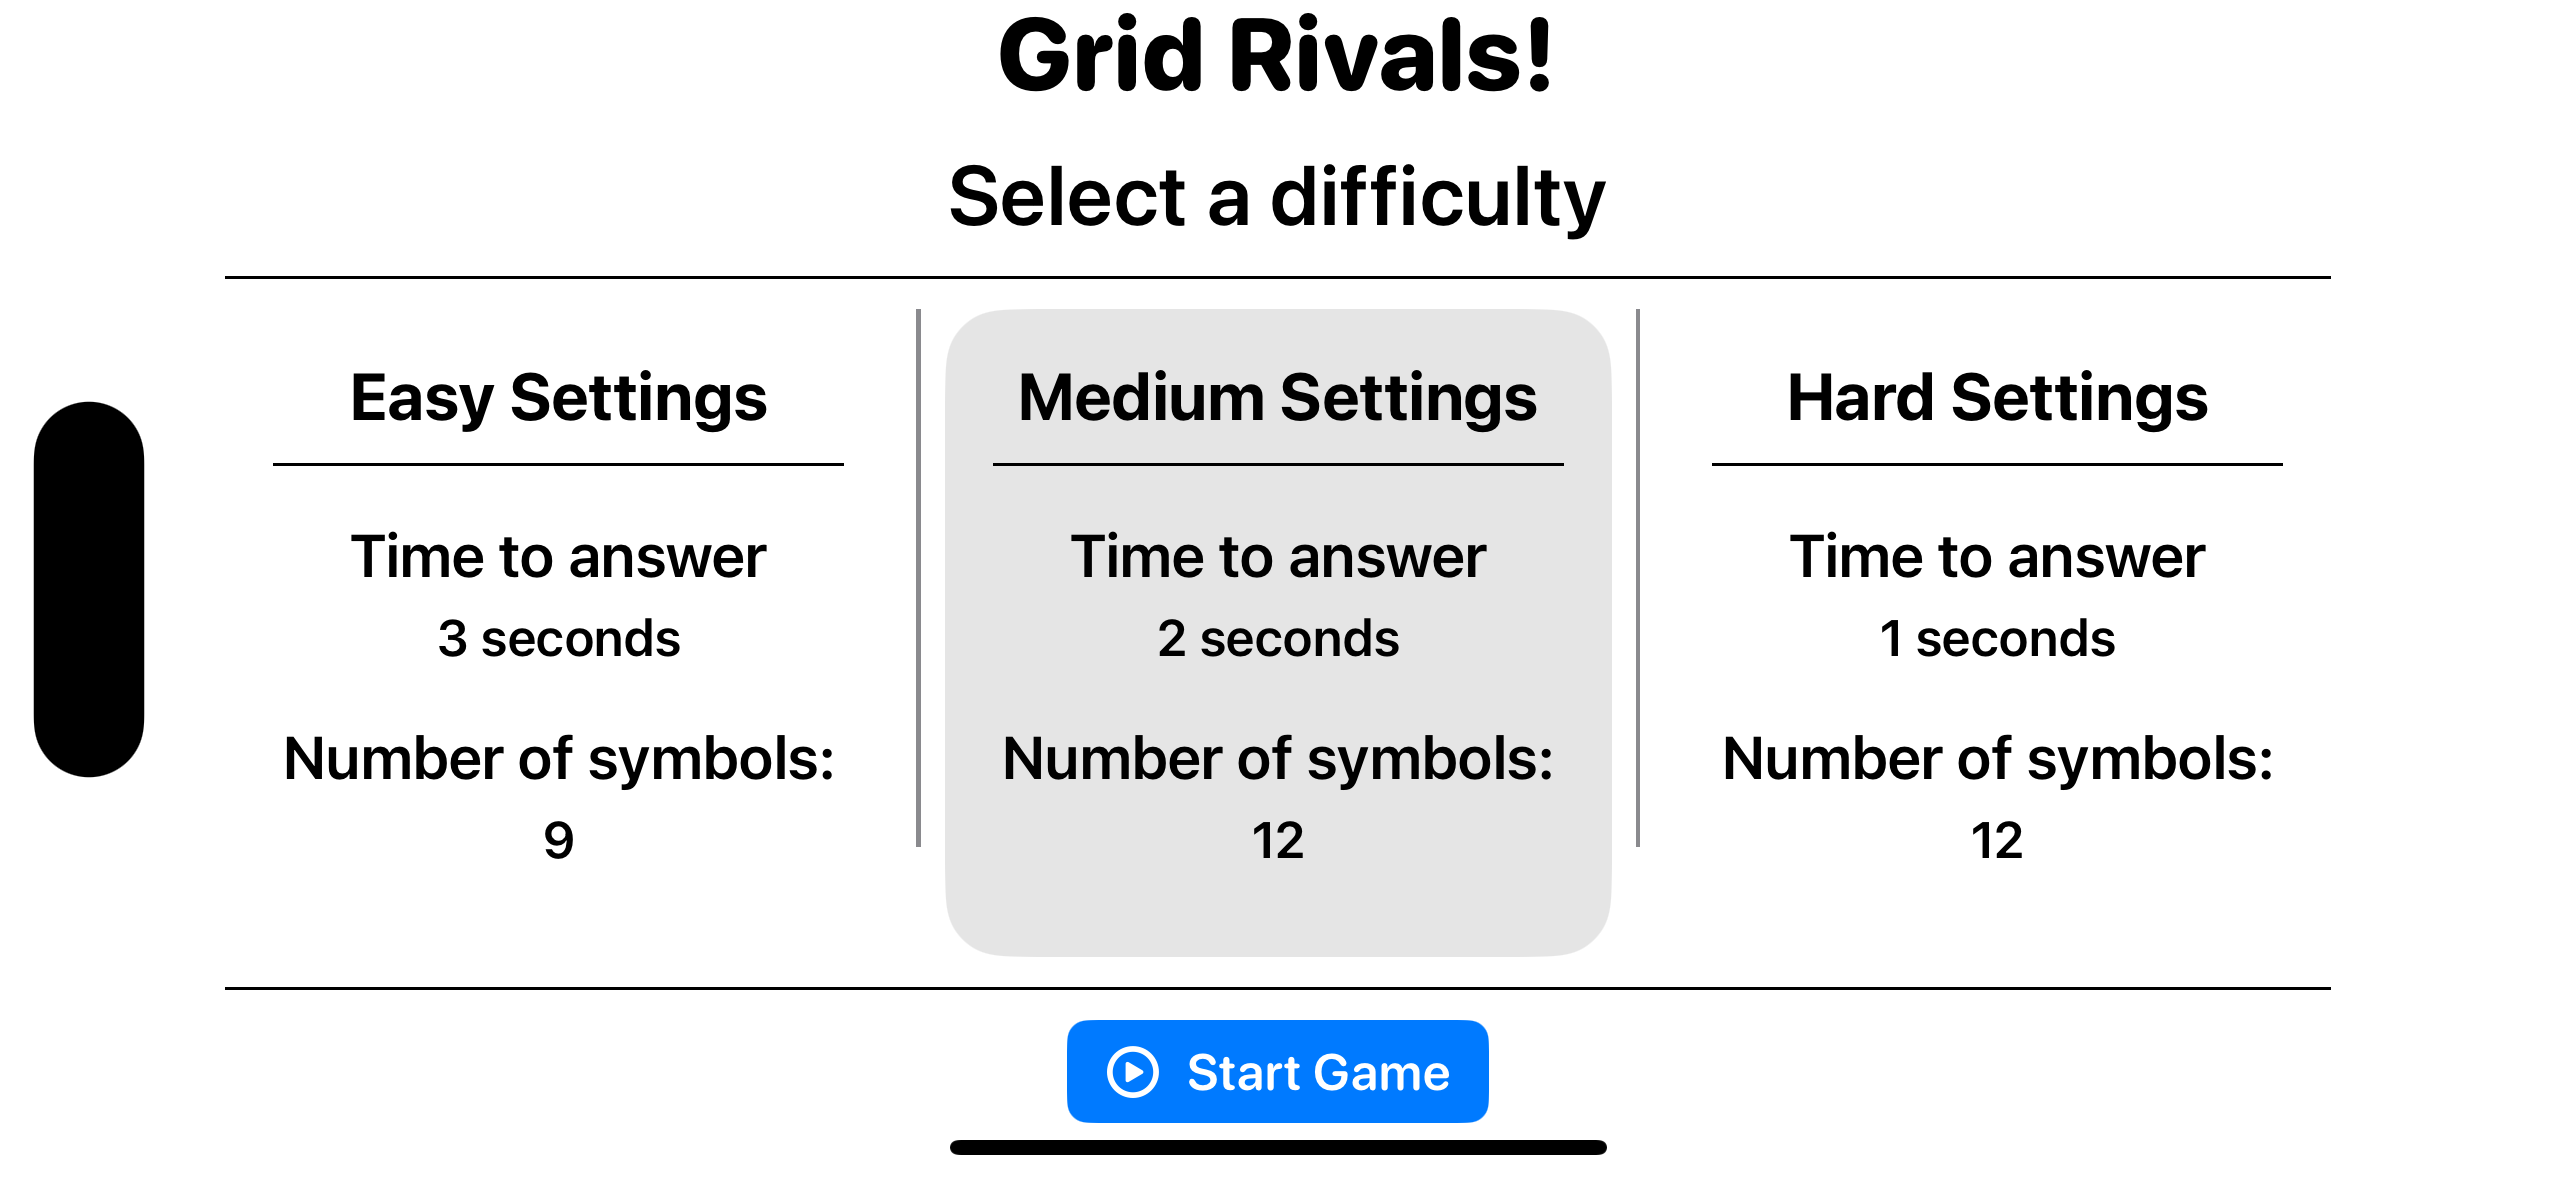 Grid Rivals!
Select a difficulty
Easy Settings
Time to answer
3 seconds
Number of symbols:
9
Medium Settings
Time to answer
2 seconds
Number of symbols:
12
Hard Settings
Time to answer
1 seconds
Number of symbols:
12
Start Game